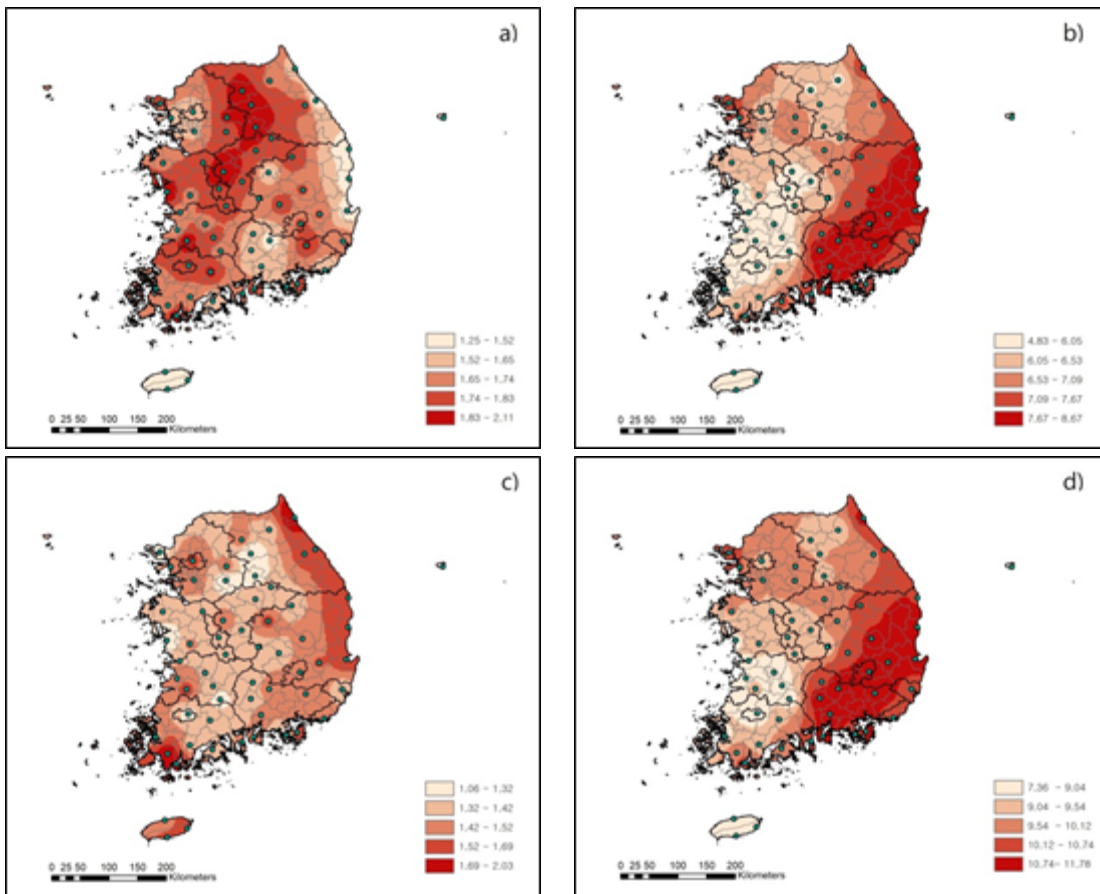 a)
1.25 - 1.52
1.52 - 1.65
1.65 - 1.74
1.74 - 1.83
1.83 - 2.11
0 25 50 100 150 200
Kilometers
b)
4.83 - 6.05
6.05 - 6.53
6.53 - 7.09
7.09 - 7.67
7.67 - 8.67
0 25 50 100 150 200
Kilometers
c)
1.06 - 1.32
1.32 - 1.42
1.42 - 1.52
1.52 - 1.69
1.69 - 2.03
0 25 50 100 150 200
Kilometers
d)
7.36 - 9.04
9.04 - 9.54
9.54 - 10.12
10.12 - 10.74
10.74- 11.78
0 25 50 100 150 200
Kilometers